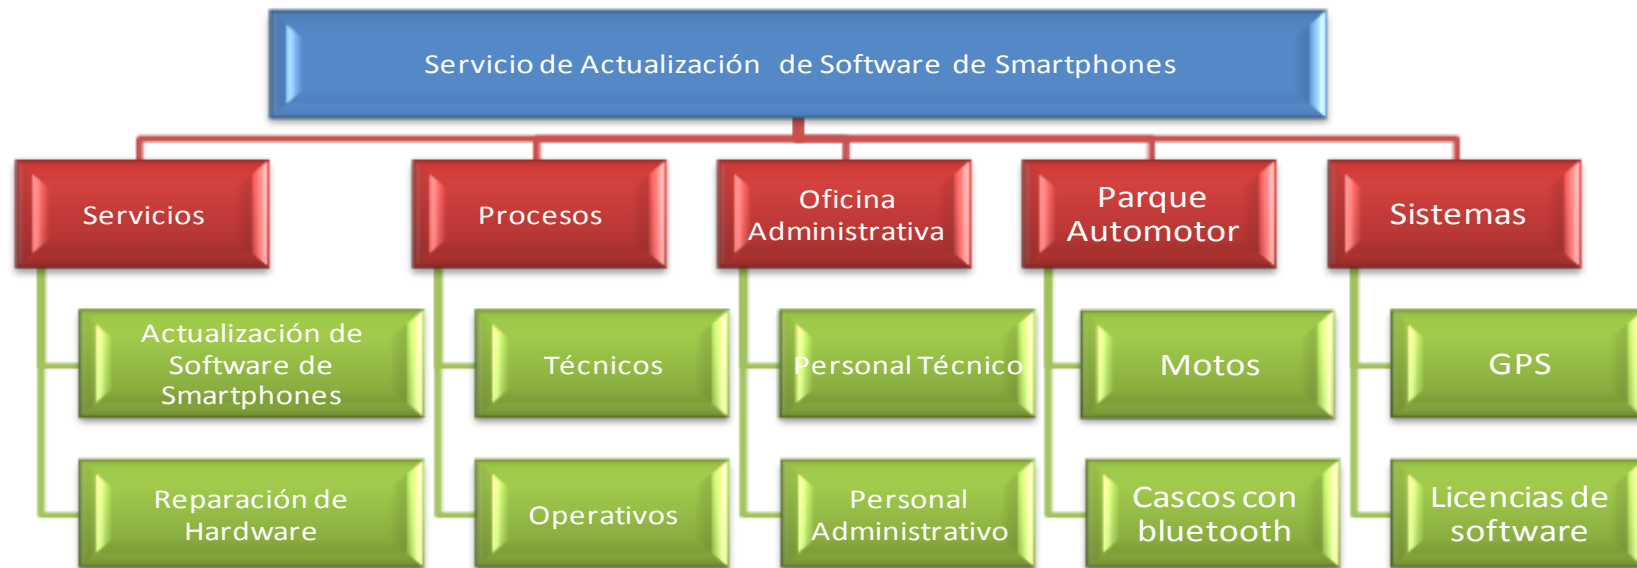 Servicio de Actualización de Software de Smartphones
Servicios
Procesos
Oficina
Administrativa
Parque
Automotor
Sistemas
Actualización de
Software de
Smartphones
Técnicos
Personal Técnico
Motos
GPS
Reparación de
Hardware
Operativos
Personal
Administrativo
Cascos con
bluetooth
Licencias de
software